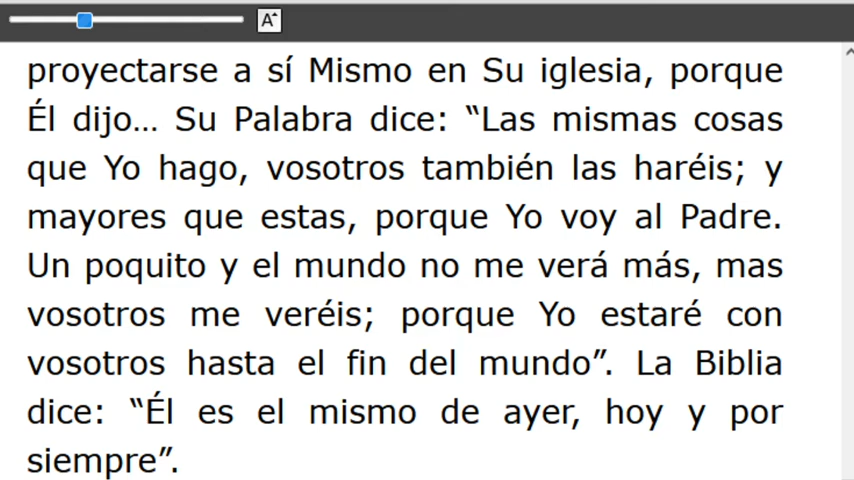 A
proyectarse a sí Mismo en Su iglesia, porque
Él dijo... Su Palabra dice: “Las mismas cosas
que Yo hago, vosotros también las haréis; y
mayores que estas, porque Yo voy al Padre.
Un poquito y el mundo no me verá más, mas
vosotros me veréis; porque Yo estaré con
vosotros hasta el fin del mundo”. La Biblia
dice: “Él es el mismo de ayer, hoy y por
siempre”.